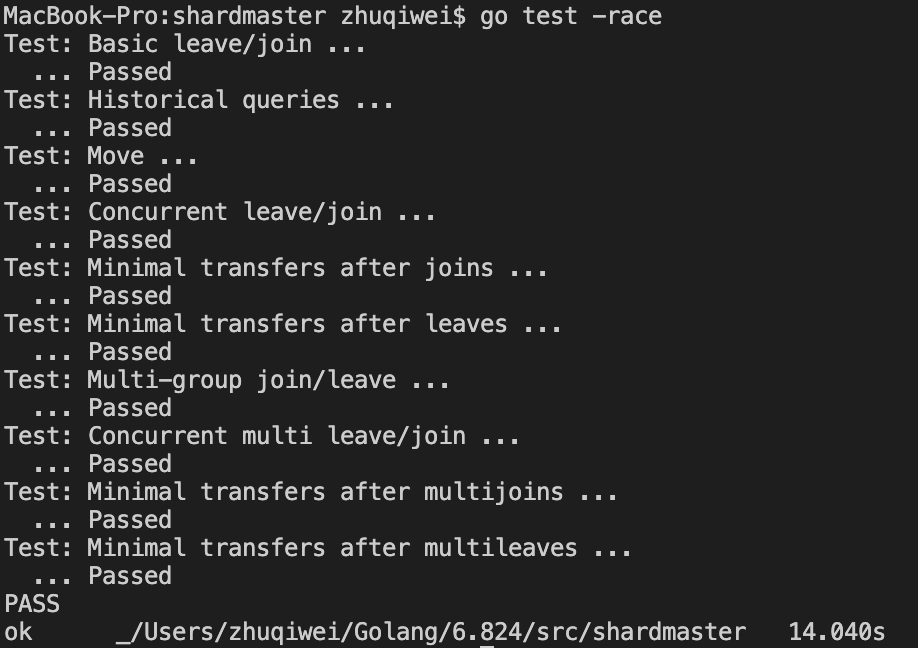 MacBook-Pro:shardmaster zhuqiwei$ go test -race
Test: Basic leave/join ...
  ... Passed
Test: Historical queries ...
  ... Passed
Test: Move ...
  ... Passed
Test: Concurrent leave/join ...
  ... Passed
Test: Minimal transfers after joins ...
  ... Passed
Test: Minimal transfers after leaves ...
  ... Passed
Test: Multi-group join/leave ...
  ... Passed
Test: Concurrent multi leave/join ...
  ... Passed
Test: Minimal transfers after multijoins ...
  ... Passed
Test: Minimal transfers after multileaves ...
  ... Passed
PASS
ok      _/Users/zhuqiwei/Golang/6.824/src/shardmaster   14.040s